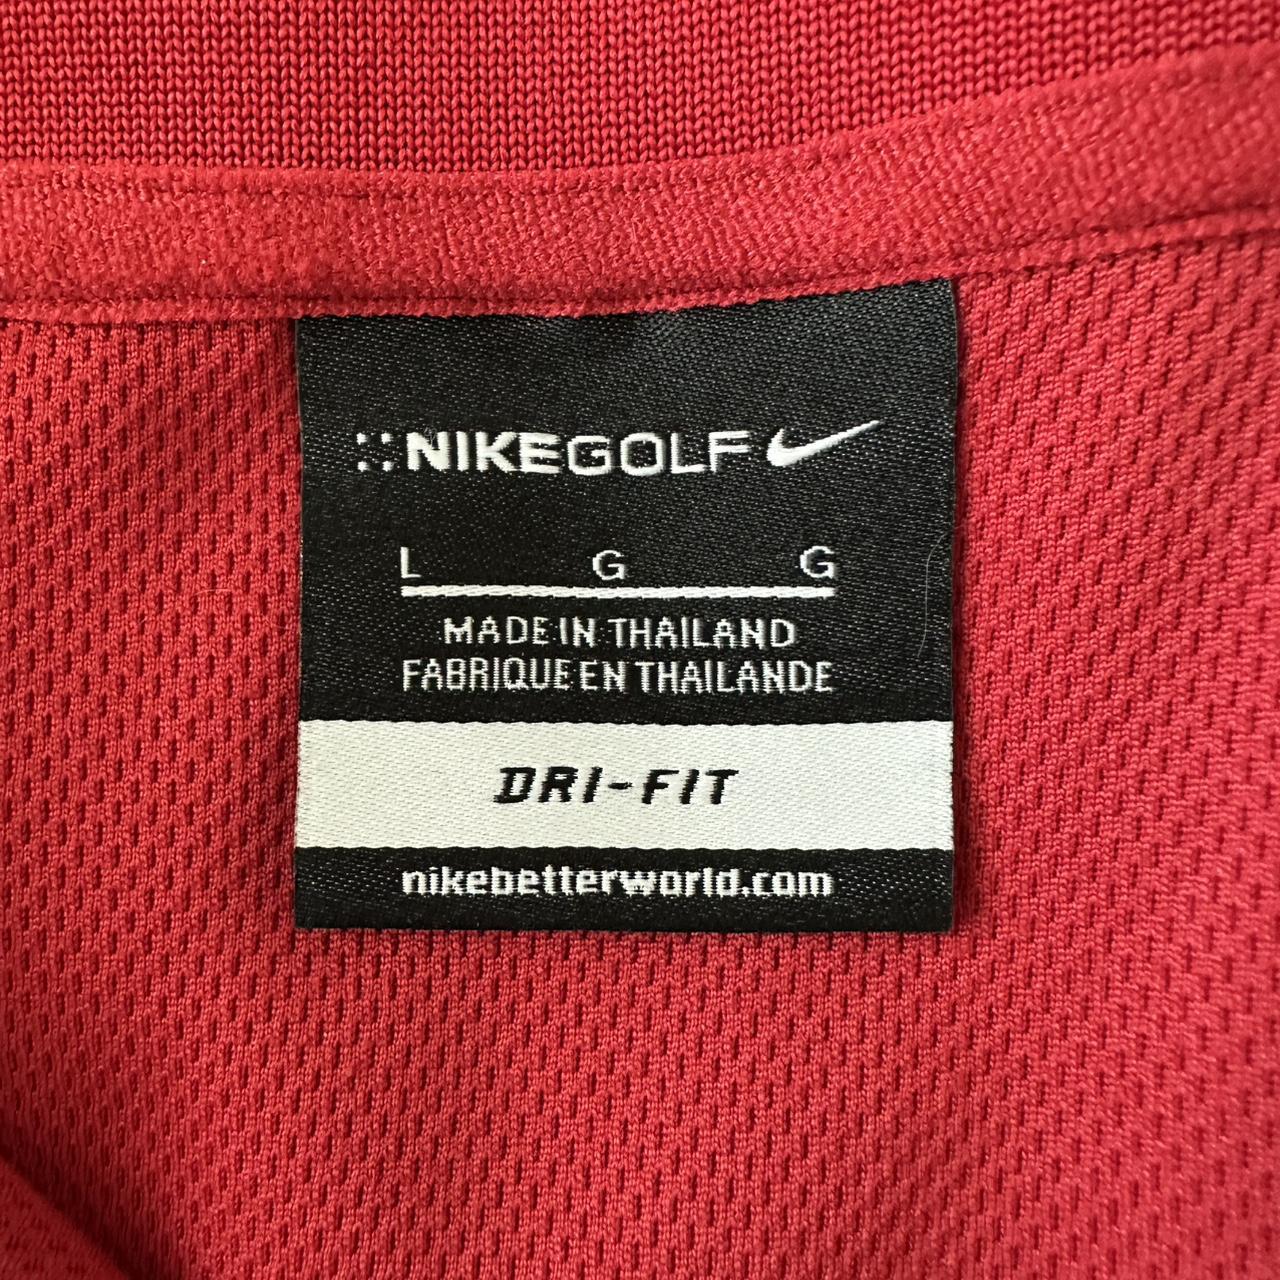 NIKEGOLF
L G G
MADE IN THAILAND
FABRIQUE EN THAILANDE
DRI-FIT
nikebetterworld.com